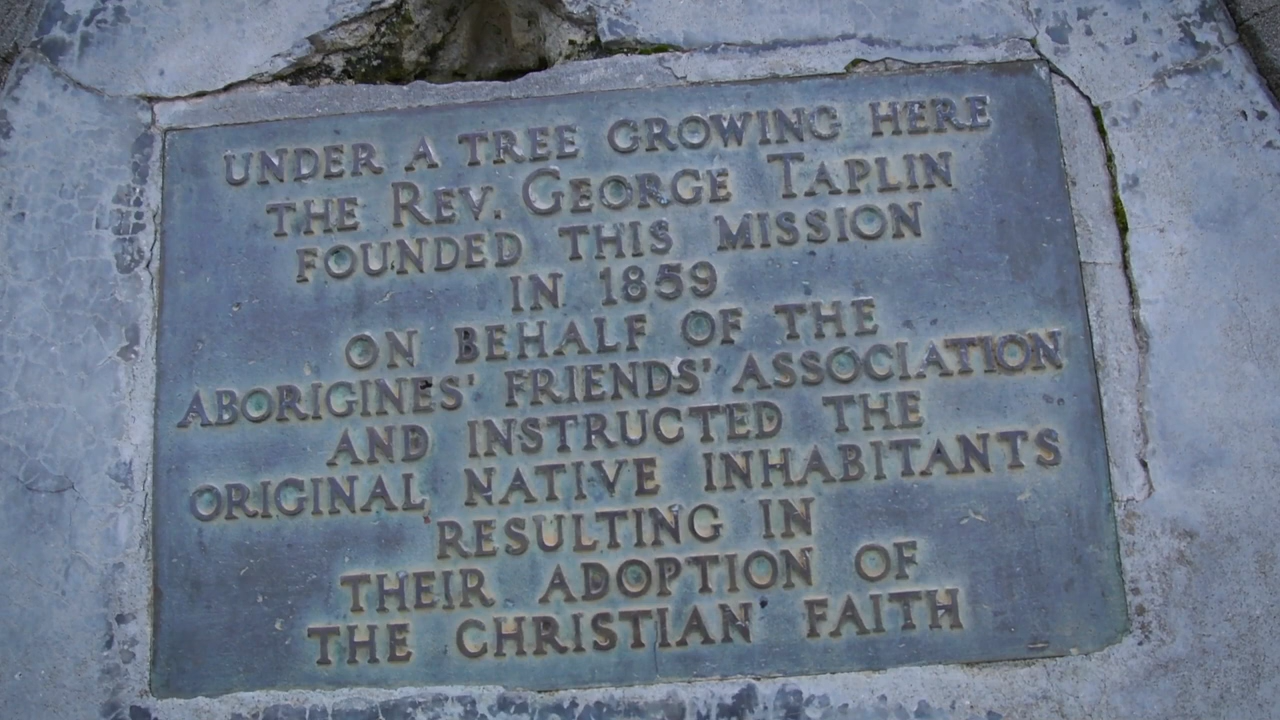 UNDER A TREE GROWING HERE
THE REV. GEORGE TAPLIN
FOUNDED THIS MISSION
IN 1859
ON BEHALF OF THE
ABORIGINES' FRIENDS' ASSOCIATION
AND INSTRUCTED THE
ORIGINAL NATIVE INHABITANTS
RESULTING IN
THEIR ADOPTION OF
THE CHRISTIAN FAITH